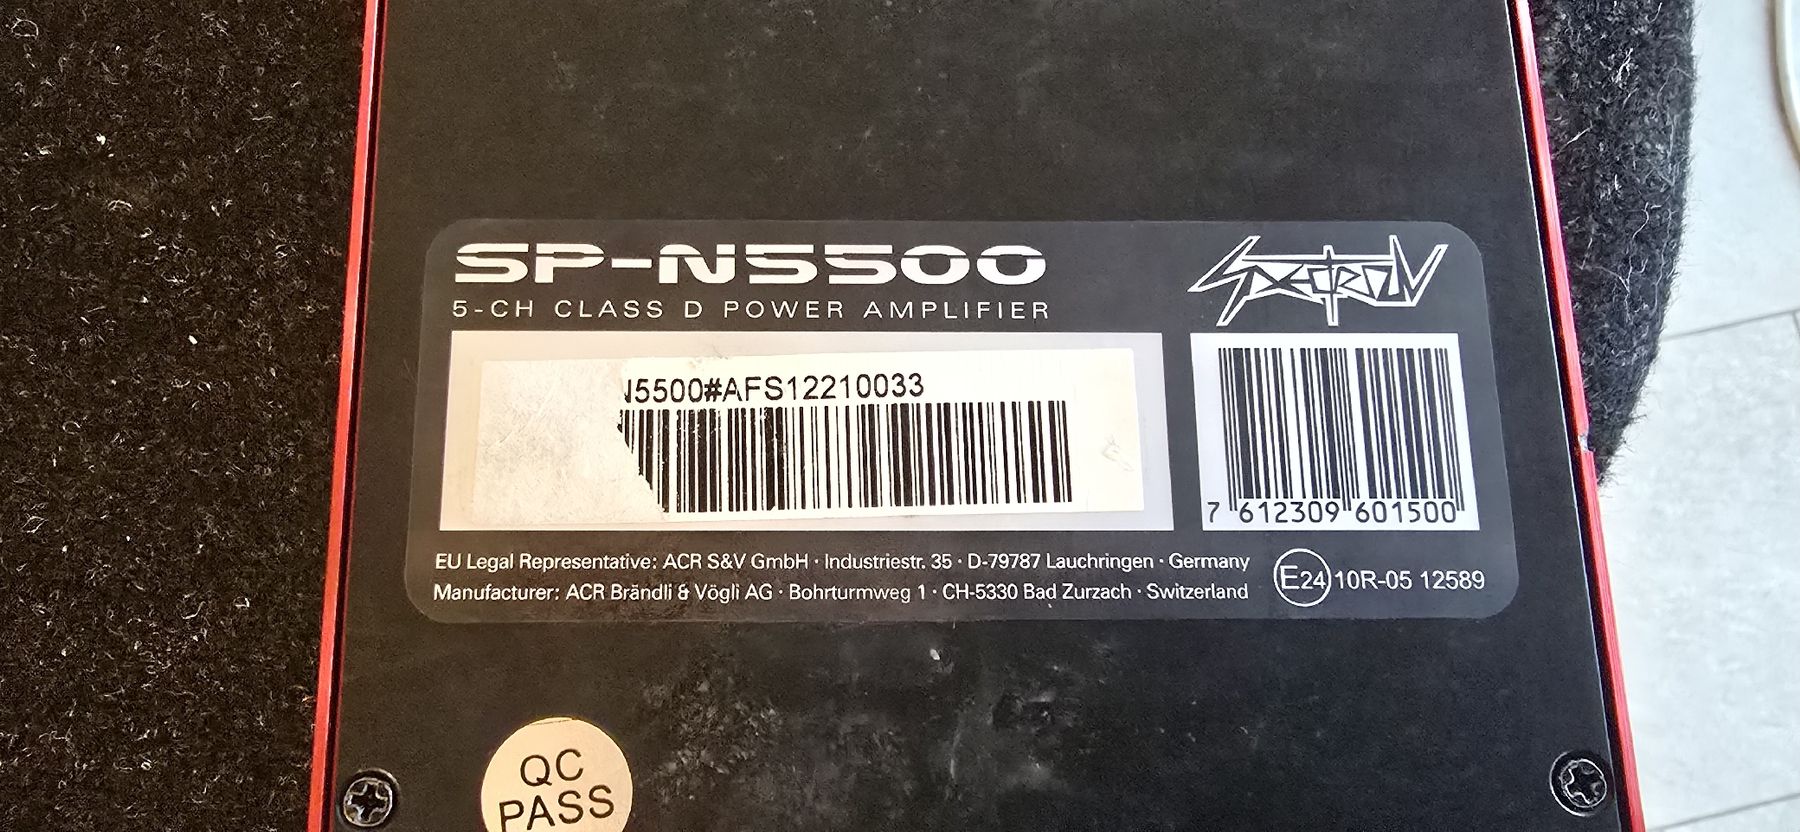 SP-N5500
SPECTRON
5-CH CLASS D POWER AMPLIFIER
N5500#AFS12210033
7 612309 601500
EU Legal Representative: ACR S&V GmbH · Industriestr. 35 · D-79787 Lauchringen · Germany
Manufacturer: ACR Brändli & Vögli AG · Bohrturmweg 1 · CH-5330 Bad Zurzach · Switzerland
E24 10R-05 12589
QC
PASS